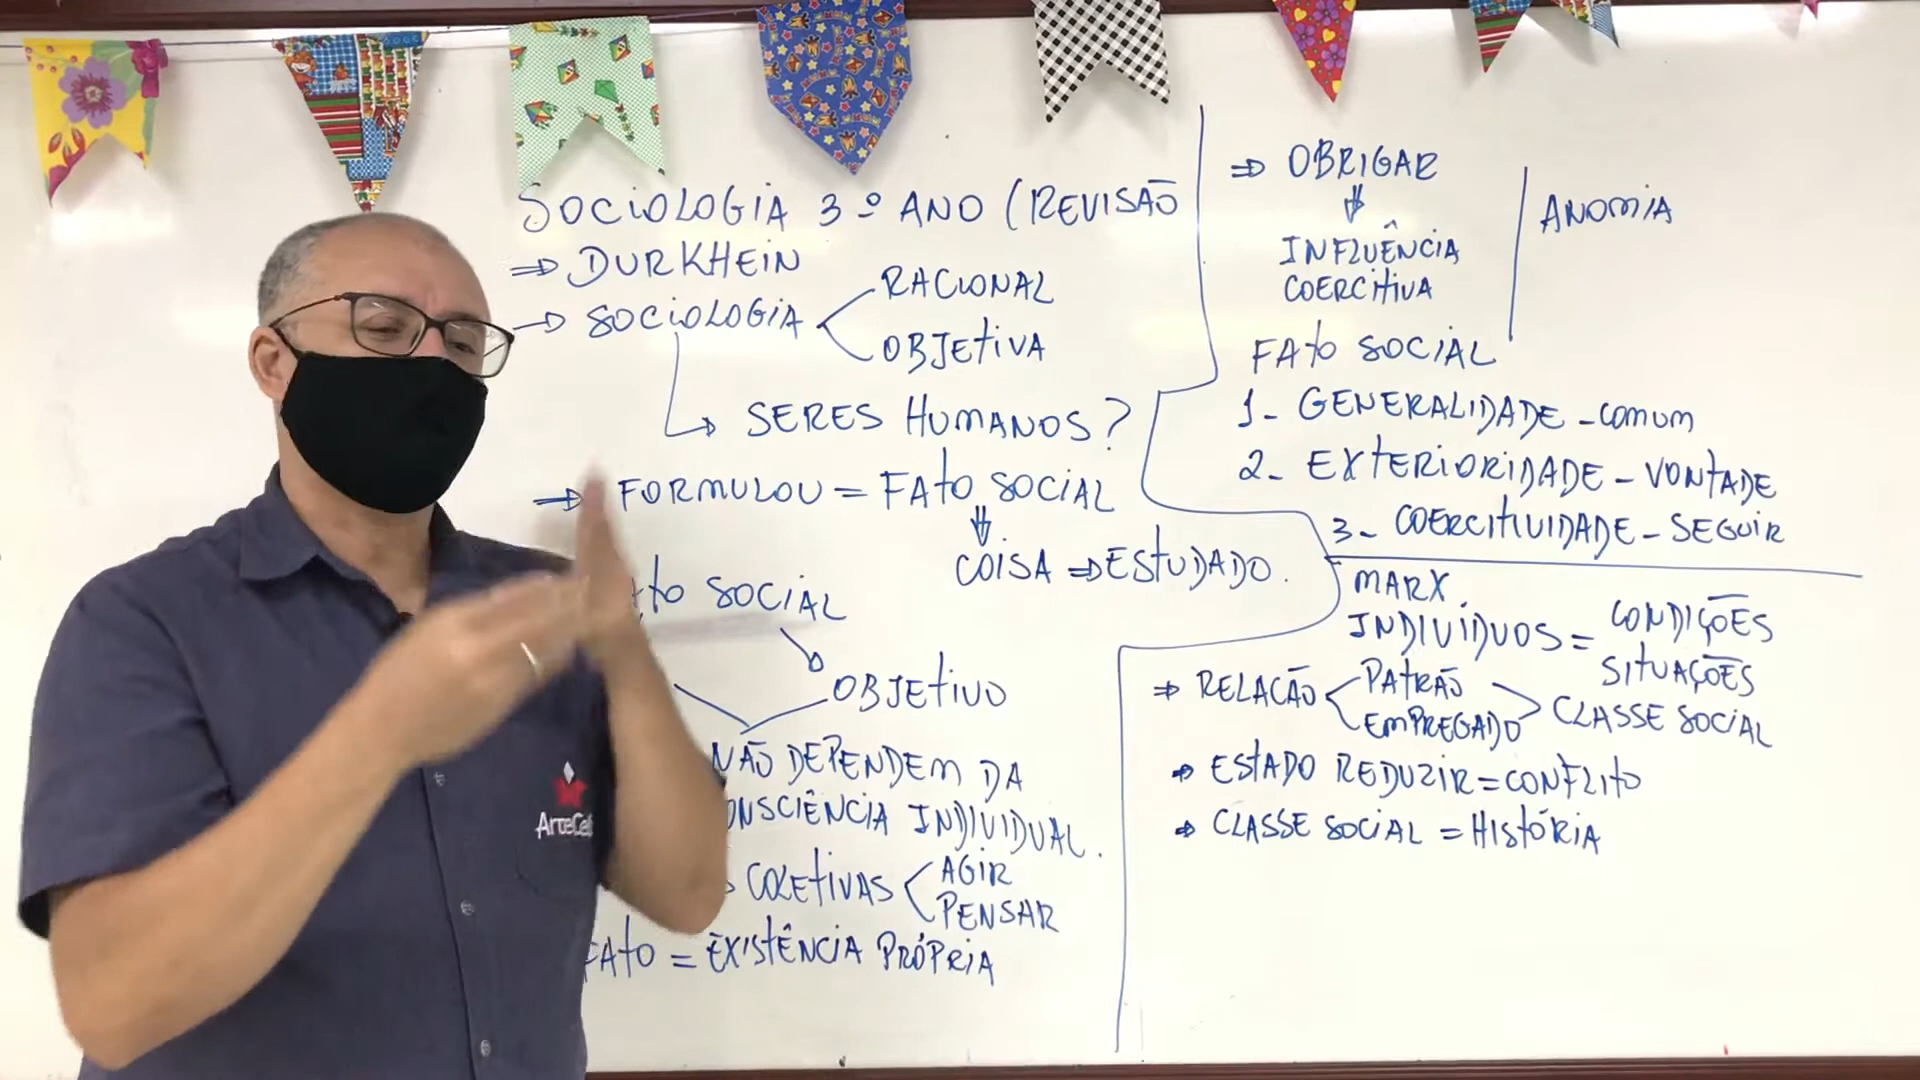 SOCIOLOGIA 3º ANO (REVISÃO
⇒ DURKHEIN
→ SOCIOLOGIA
RACIONAL
OBJETIVA
→ SERES HUMANOS?
⇒ FORMULOU = FATO SOCIAL
COISA ⇒ ESTUDADO.
SOCIAL
OBJETIVO
NÃO DEPENDEM DA
INDIVIDUAL.
COLETIVAS
AGIR
PENSAR
FATO = EXISTÊNCIA PRÓPRIA
⇒ OBRIGAR
INFLUÊNCIA
COERCITIVA
ANOMIA
FATO SOCIAL
1- GENERALIDADE - COMUM
2- EXTERIORIDADE - VONTADE
3- COERCITIVIDADE - SEGUIR
MARX
INDIVÍDUOS = CONDIÇÕES
SITUAÇÕES
⇒ RELAÇÃO
PATRÃO
EMPREGADO
CLASSE SOCIAL
⇒ ESTADO REDUZIR = CONFLITO
⇒ CLASSE SOCIAL = HISTÓRIA